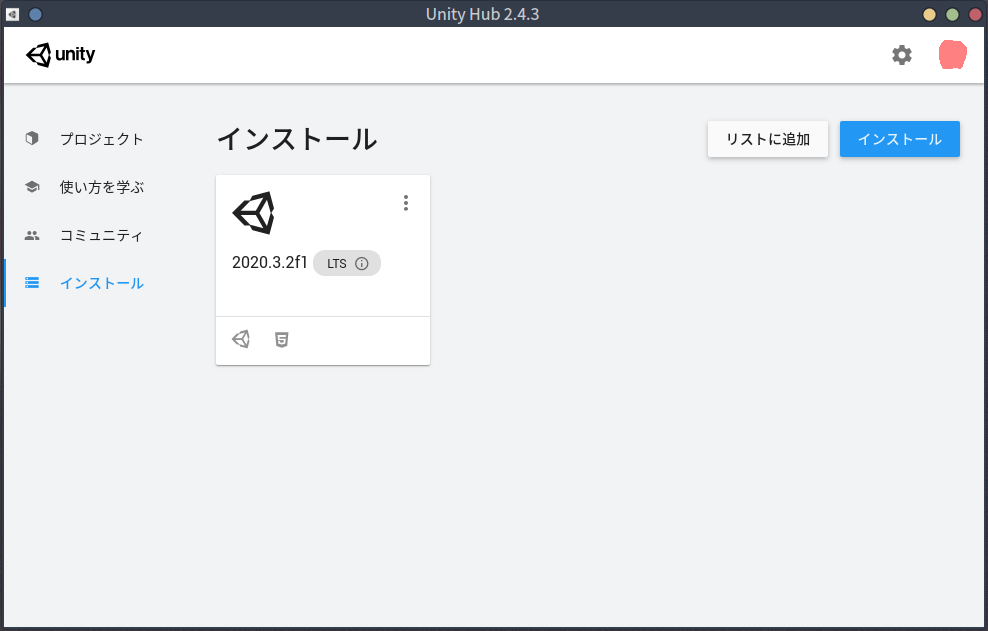 Unity Hub 2.4.3
unity
プロジェクト
使い方を学ぶ
コミュニティ
インストール
インストール
リストに追加
インストール
2020.3.2f1
LTS